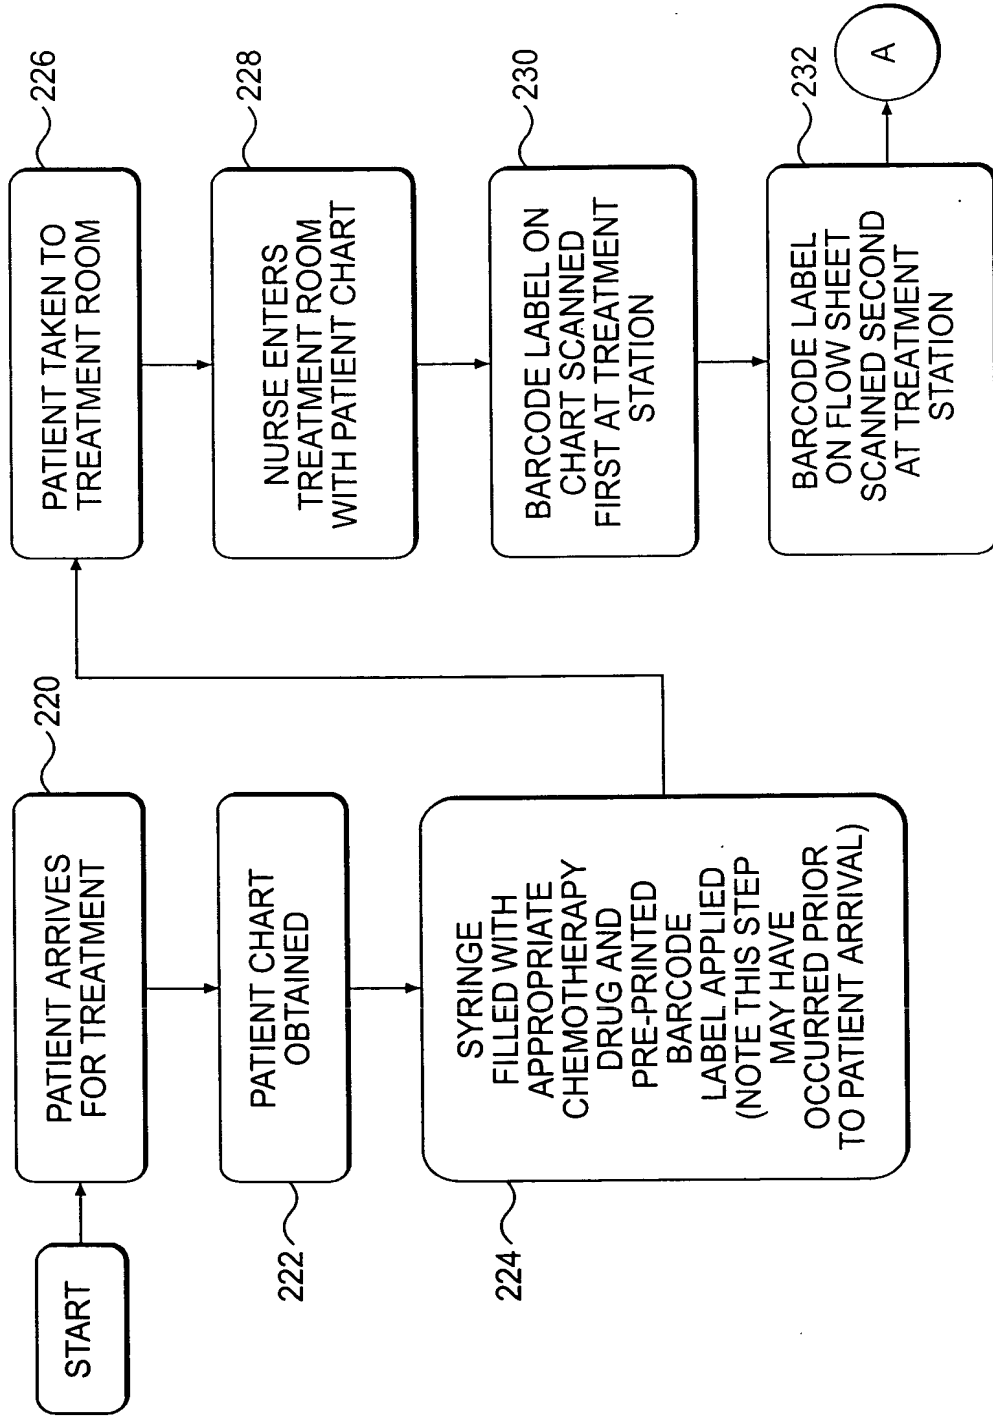 START
220
PATIENT ARRIVES
FOR TREATMENT
222
PATIENT CHART
OBTAINED
224
SYRINGE
FILLED WITH
APPROPRIATE
CHEMOTHERAPY
DRUG AND
PRE-PRINTED
BARCODE
LABEL APPLIED
(NOTE THIS STEP
MAY HAVE
OCCURRED PRIOR
TO PATIENT ARRIVAL)
226
PATIENT TAKEN TO
TREATMENT ROOM
228
NURSE ENTERS
TREATMENT ROOM
WITH PATIENT CHART
230
BARCODE LABEL ON
CHART SCANNED
FIRST AT TREATMENT
STATION
232
BARCODE LABEL
ON FLOW SHEET
SCANNED SECOND
AT TREATMENT
STATION
A